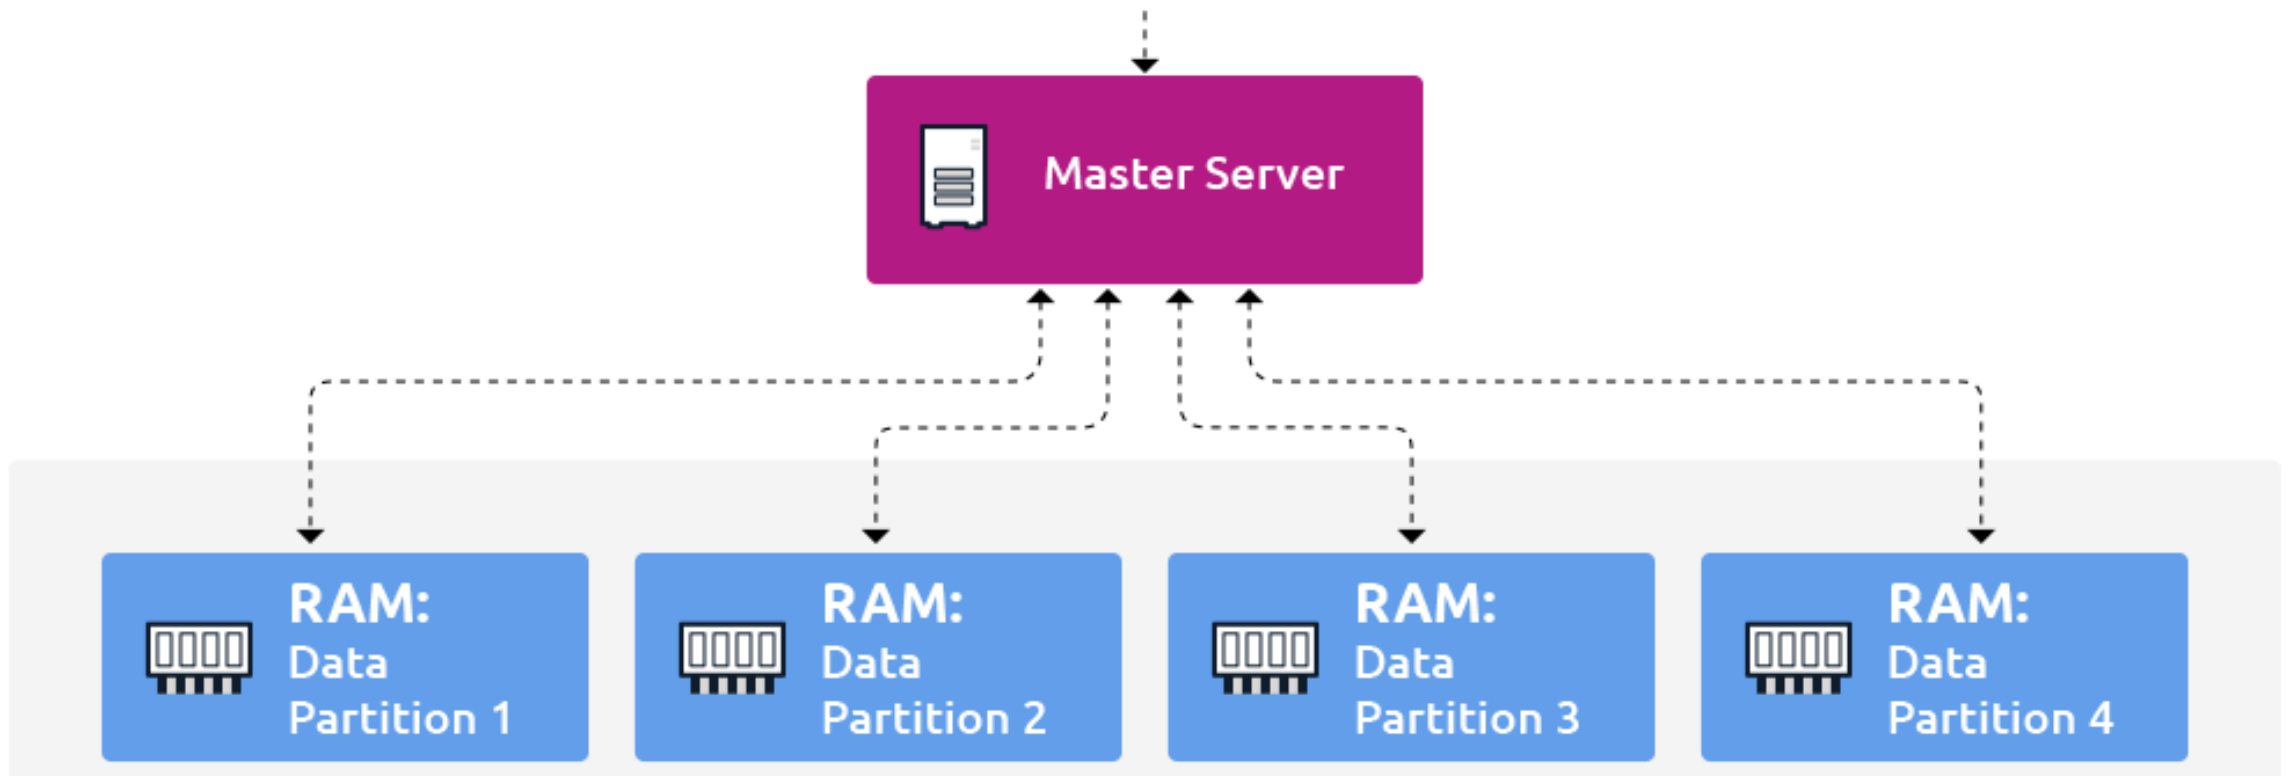 Master Server
RAM:
Data
Partition 1
RAM:
Data
Partition 2
RAM:
Data
Partition 3
RAM:
Data
Partition 4